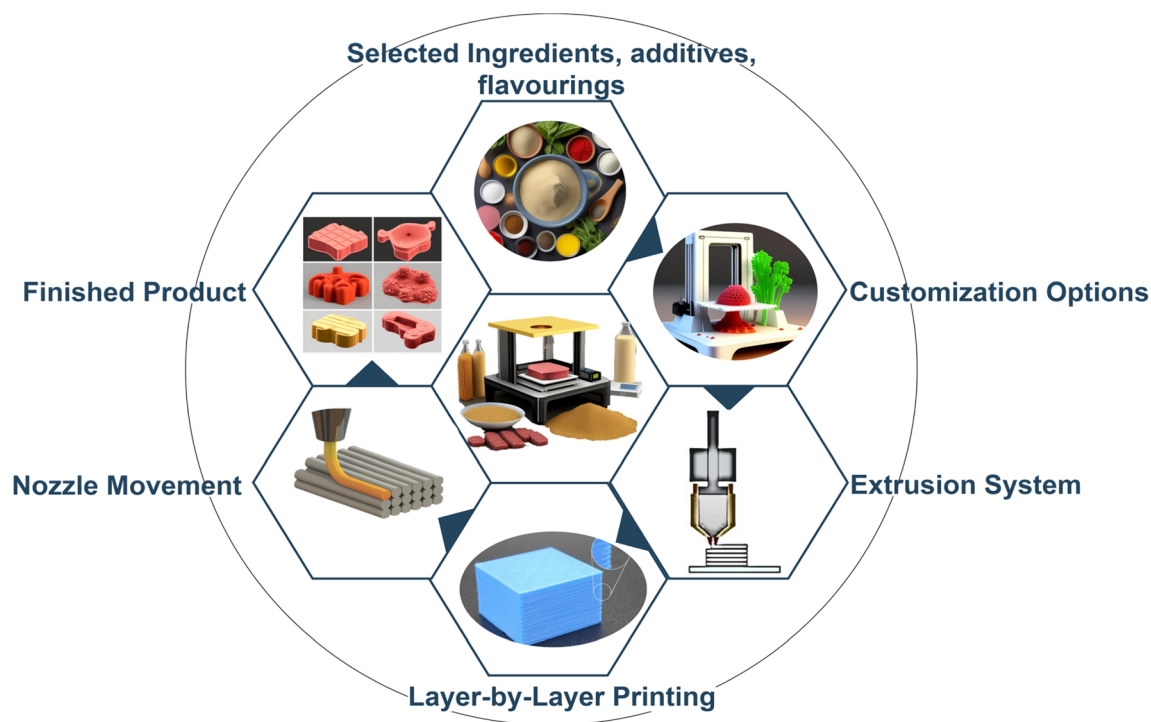 Selected Ingredients, additives,
flavourings
Finished Product
Customization Options
Nozzle Movement
Extrusion System
Layer-by-Layer Printing